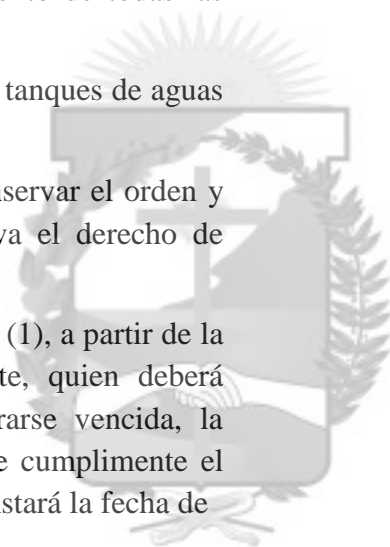 tanques de aguas
servar el orden y
va el derecho de
(1), a partir de la
te, quien deberá
rarse vencida, la
e cumplimente el
stará la fecha de